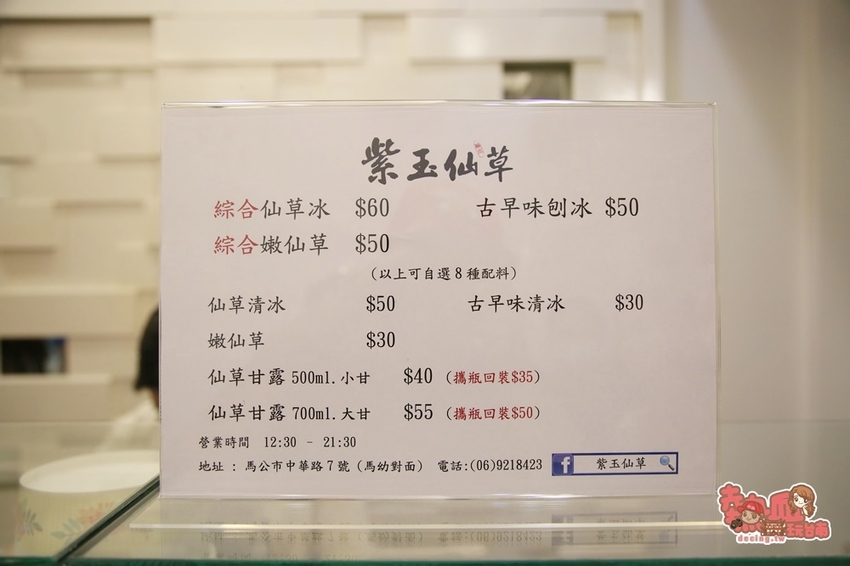 紫玉仙草
綜合仙草冰 $60 古早味刨冰 $50
綜合嫩仙草 $50
(以上可自選8種配料)
仙草清冰 $50 古早味清冰 $30
嫩仙草 $30
仙草甘露 500ml.小甘 $40 (攜瓶回裝$35)
仙草甘露 700ml.大甘 $55 (攜瓶回裝$50)
營業時間 12:30 - 21:30
地址 : 馬公市中華路7號 (馬幼對面) 電話:(06)9218423 f 紫玉仙草
decing.tw